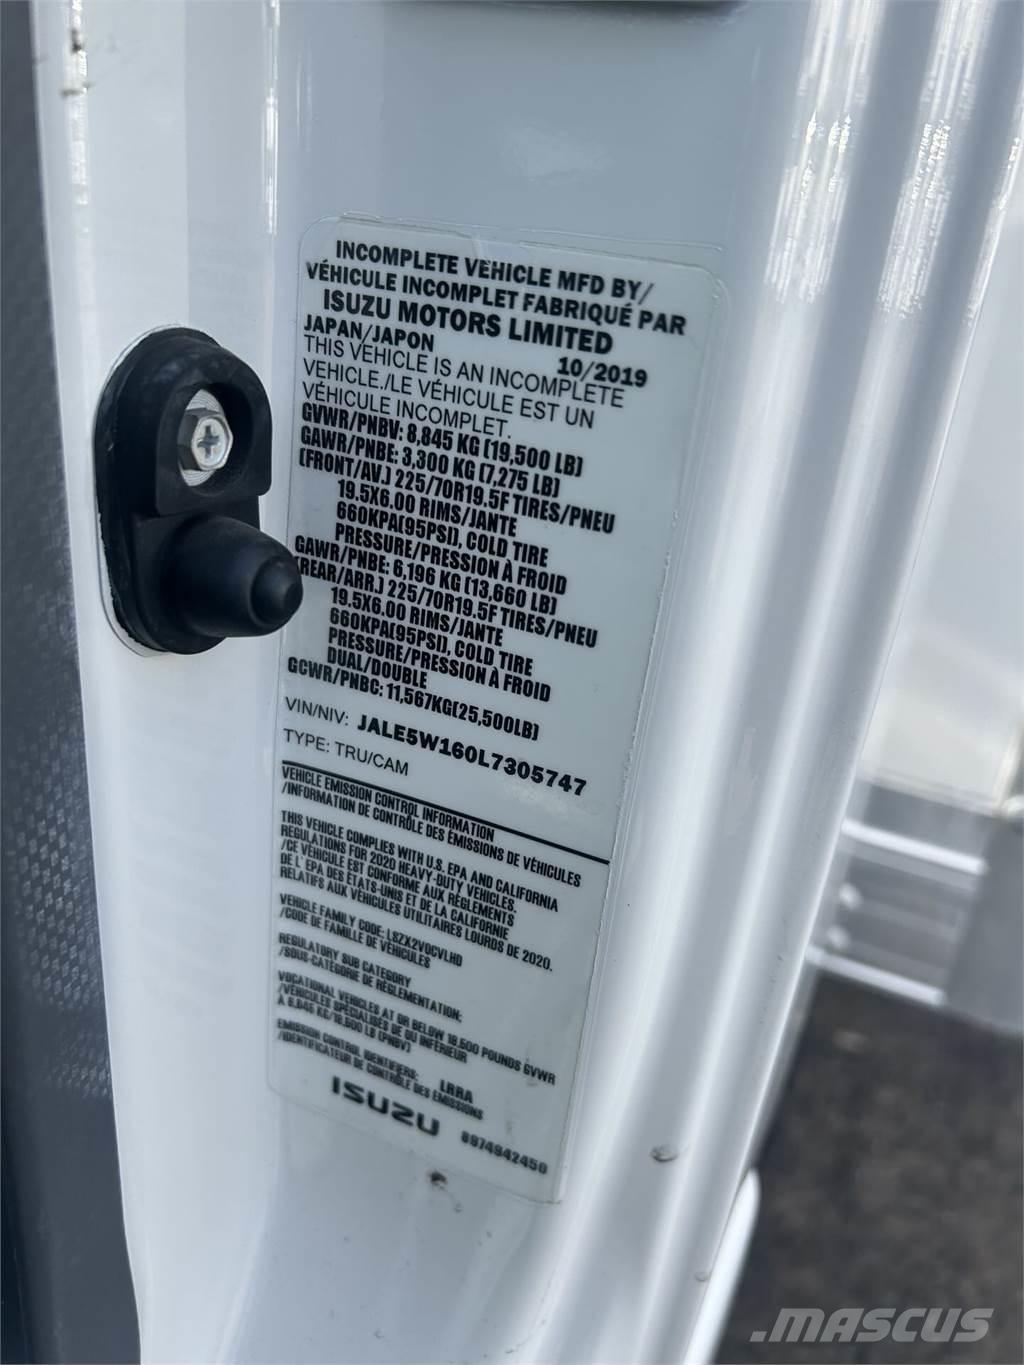 INCOMPLETE VEHICLE MFD BY/
VÉHICULE INCOMPLET FABRIQUÉ PAR
ISUZU MOTORS LIMITED
JAPAN/JAPON 10/2019
THIS VEHICLE IS AN INCOMPLETE
VEHICLE./LE VÉHICULE EST UN
VÉHICULE INCOMPLET.
GVWR/PNBV: 8,845 KG (19,500 LB)
GAWR/PNBE: 3,300 KG (7,275 LB)
(FRONT/AV.) 225/70R19.5F TIRES/PNEU
19.5X6.00 RIMS/JANTE
660KPA(95PSI), COLD TIRE
PRESSURE/PRESSION À FROID
GAWR/PNBE: 6,196 KG (13,660 LB)
(REAR/ARR.) 225/70R19.5F TIRES/PNEU
19.5X6.00 RIMS/JANTE
660KPA(95PSI), COLD TIRE
PRESSURE/PRESSION À FROID
DUAL/DOUBLE
GCWR/PNBC: 11,567KG(25,500LB)
VIN/NIV: JALE5W160L7305747
TYPE: TRU/CAM
VEHICLE EMISSION CONTROL INFORMATION
/INFORMATION DE CONTRÔLE DES ÉMISSIONS DE VÉHICULES
THIS VEHICLE COMPLIES WITH U.S. EPA AND CALIFORNIA
REGULATIONS FOR 2020 HEAVY-DUTY VEHICLES.
/CE VÉHICULE EST CONFORME AUX RÈGLEMENTS
DE L'EPA DES ÉTATS-UNIS ET DE LA CALIFORNIE
RELATIFS AUX VÉHICULES UTILITAIRES LOURDS DE 2020.
VEHICLE FAMILY CODE: LSZX2VOCVLHD
/CODE DE FAMILLE DE VÉHICULES
REGULATORY SUB CATEGORY
/SOUS-CATÉGORIE DE RÉGLEMENTATION:
VOCATIONAL VEHICLES AT OR BELOW 19,500 POUNDS GVWR
/VÉHICULES SPÉCIALISÉS DE OU INFÉRIEUR
À 8,845 KG/19,500 LB (PNBV)
EMISSION CONTROL IDENTIFIERS: LRRA
/IDENTIFICATEUR DE CONTRÔLE DES ÉMISSIONS
ISUZU 8974942450
MASCUS